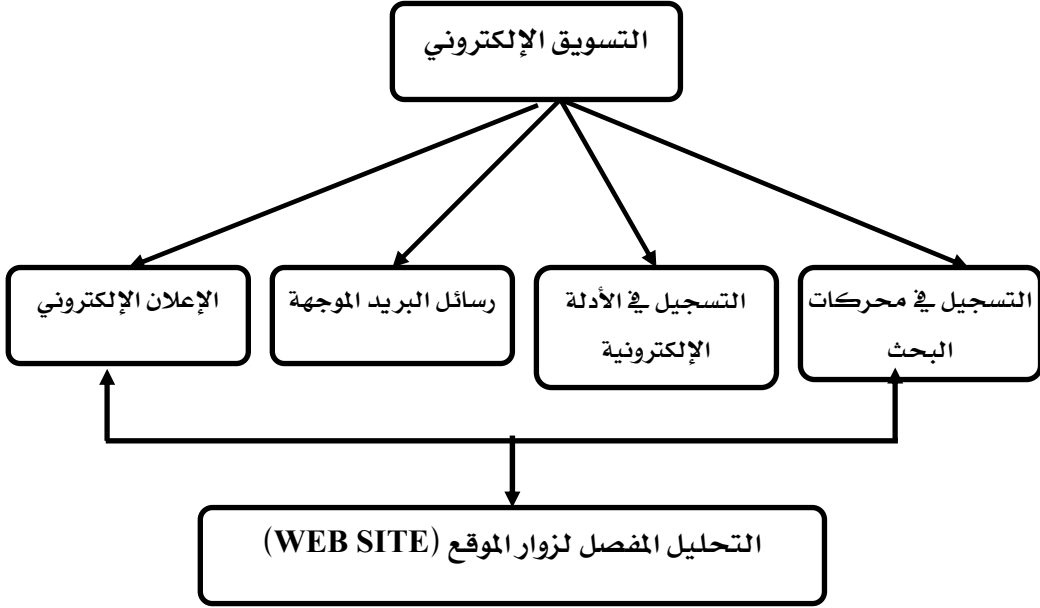 التسويق الإلكتروني
التسجيل في محركات
البحث
التسجيل في الأدلة
الإلكترونية
رسائل البريد الموجهة
الإعلان الإلكتروني
التحليل المفصل لزوار الموقع (WEB SITE)